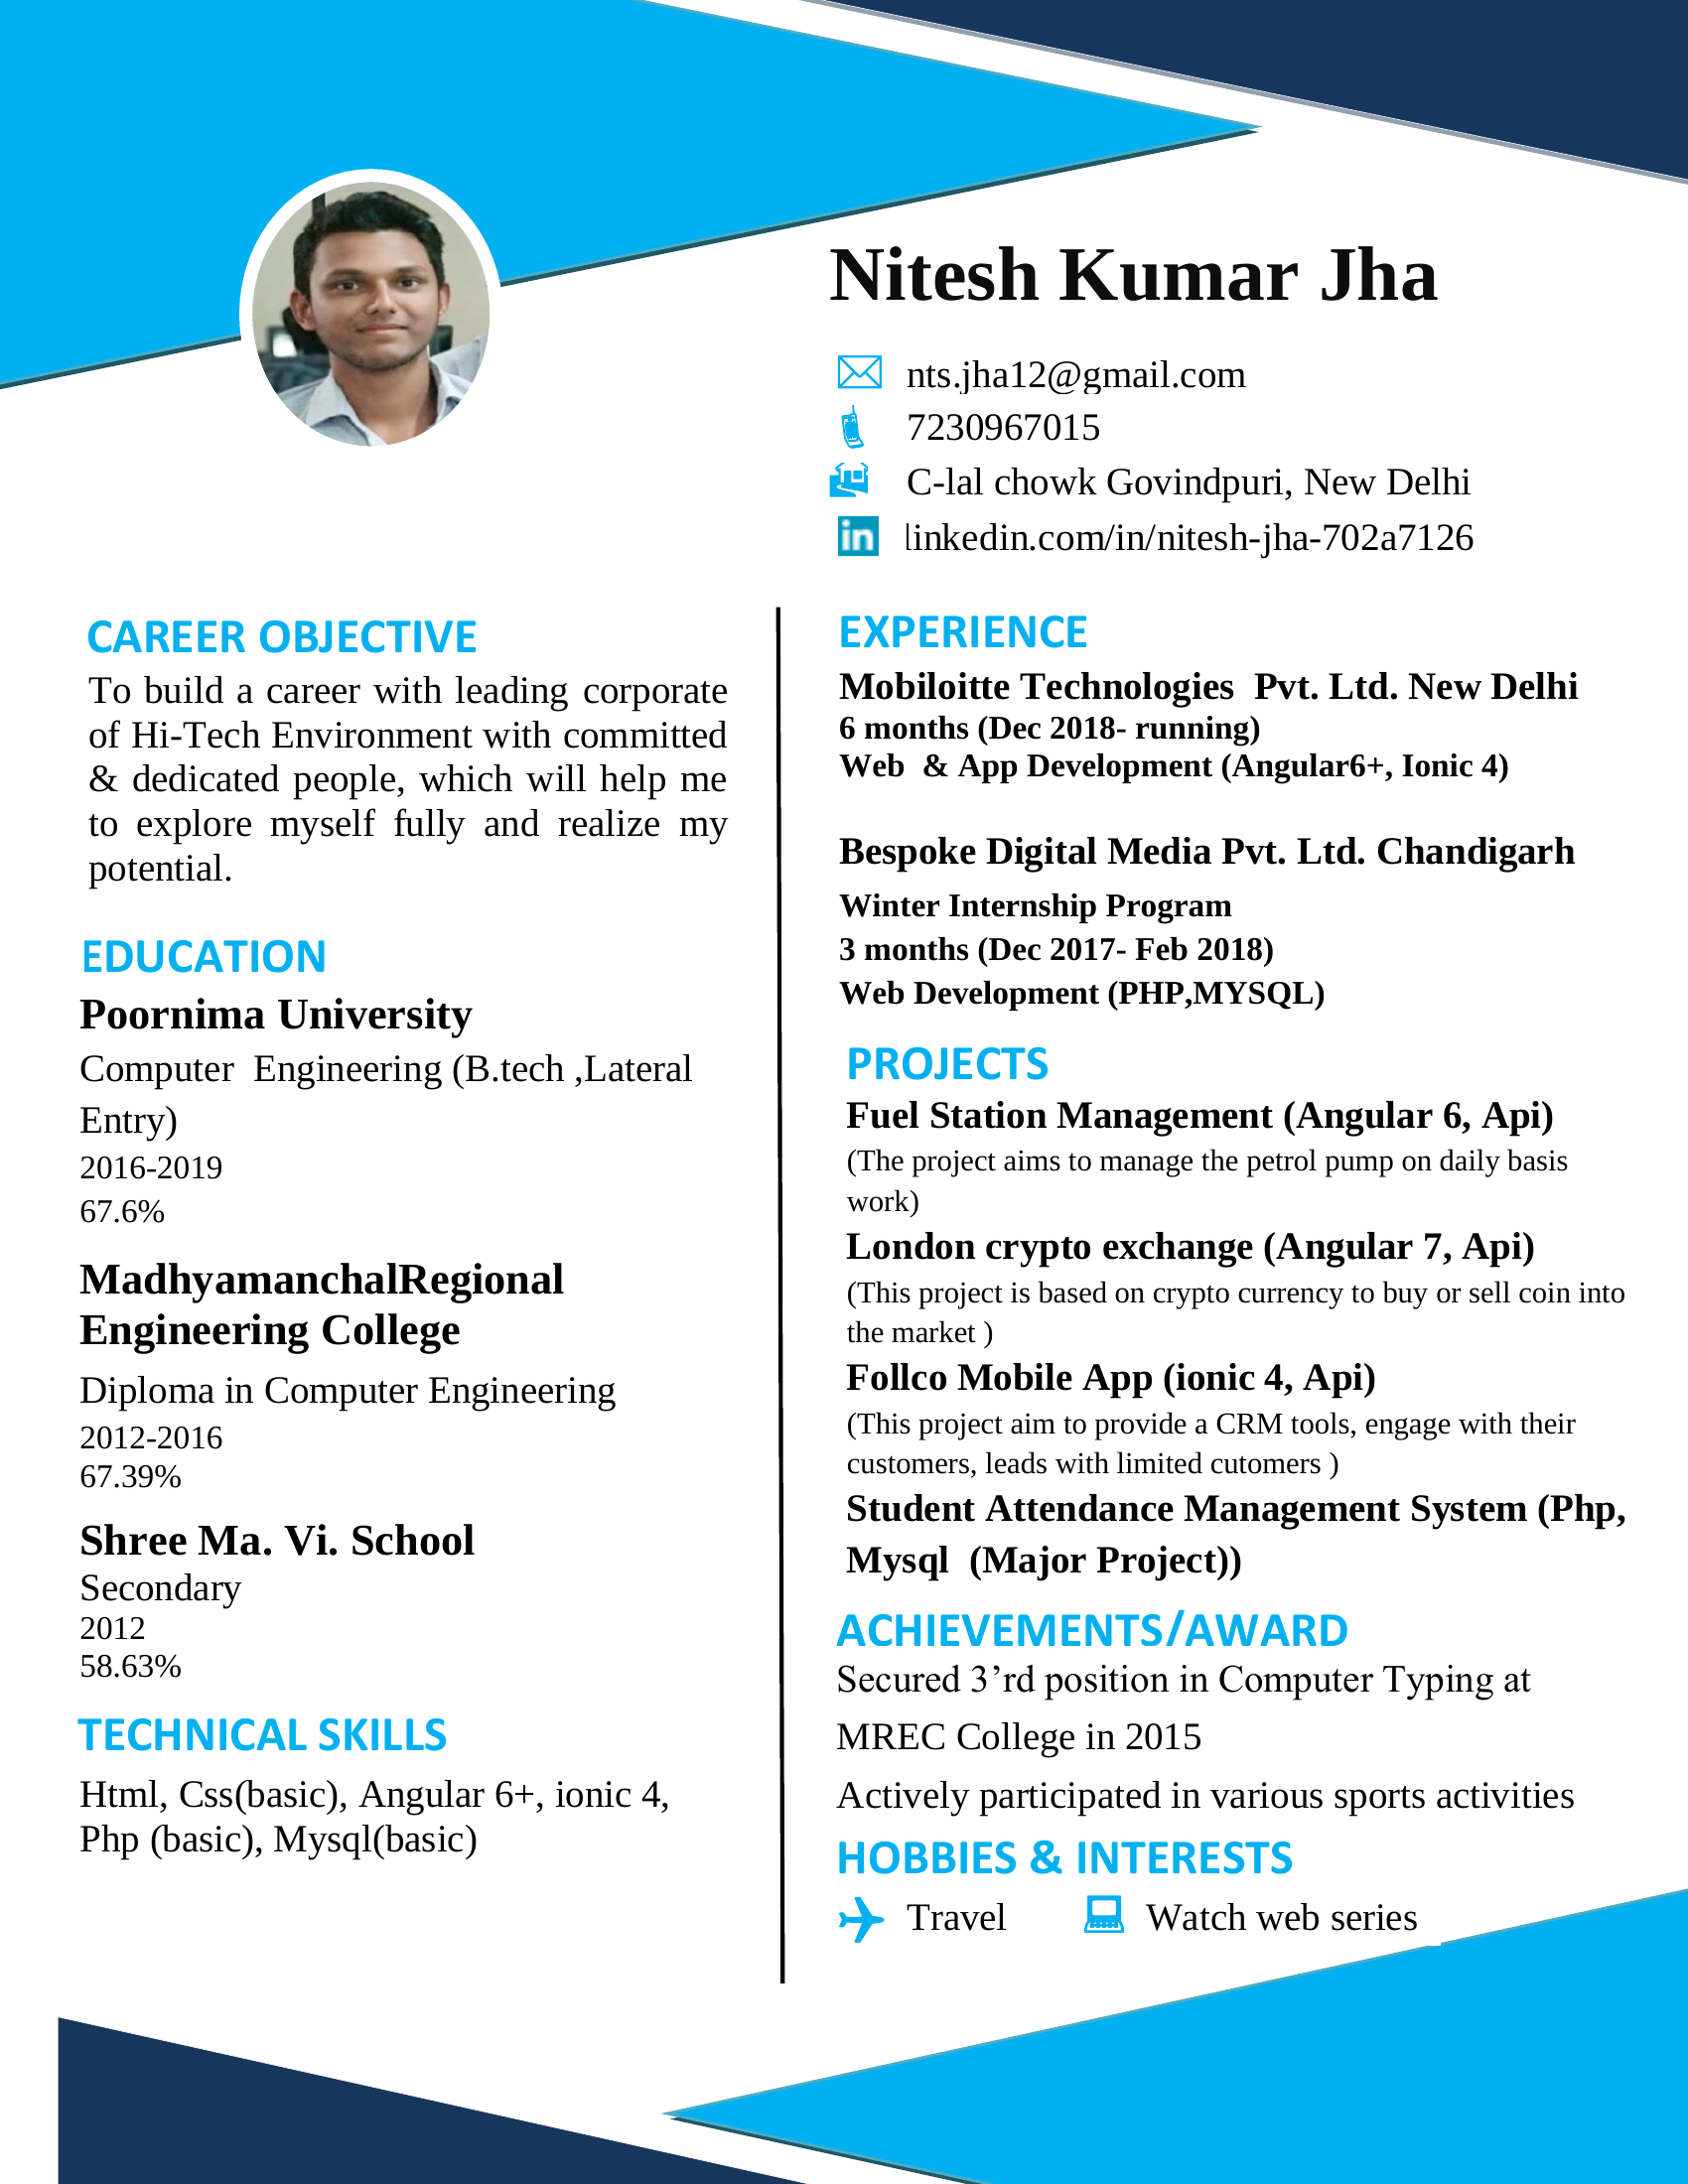 Nitesh Kumar Jha
nts.jha12@gmail.com
7230967015
C-lal chowk Govindpuri, New Delhi
in linkedin.com/in/nitesh-jha-702a7126
CAREER OBJECTIVE
To build a career with leading corporate
of Hi-Tech Environment with committed
& dedicated people, which will help me
to explore myself fully and realize my
potential.
EDUCATION
Poornima University
Computer Engineering (B.tech ,Lateral
Entry)
2016-2019
67.6%
MadhyamanchalRegional
Engineering College
Diploma in Computer Engineering
2012-2016
67.39%
Shree Ma. Vi. School
Secondary
2012
58.63%
TECHNICAL SKILLS
Html, Css(basic), Angular 6+, ionic 4,
Php (basic), Mysql(basic)
EXPERIENCE
Mobiloitte Technologies Pvt. Ltd. New Delhi
6 months (Dec 2018- running)
Web & App Development (Angular6+, Ionic 4)
Bespoke Digital Media Pvt. Ltd. Chandigarh
Winter Internship Program
3 months (Dec 2017- Feb 2018)
Web Development (PHP,MYSQL)
PROJECTS
Fuel Station Management (Angular 6, Api)
(The project aims to manage the petrol pump on daily basis
work)
London crypto exchange (Angular 7, Api)
(This project is based on crypto currency to buy or sell coin into
the market )
Follco Mobile App (ionic 4, Api)
(This project aim to provide a CRM tools, engage with their
customers, leads with limited cutomers )
Student Attendance Management System (Php,
Mysql (Major Project))
ACHIEVEMENTS/AWARD
Secured 3’rd position in Computer Typing at
MREC College in 2015
Actively participated in various sports activities
HOBBIES & INTERESTS
Travel Watch web series